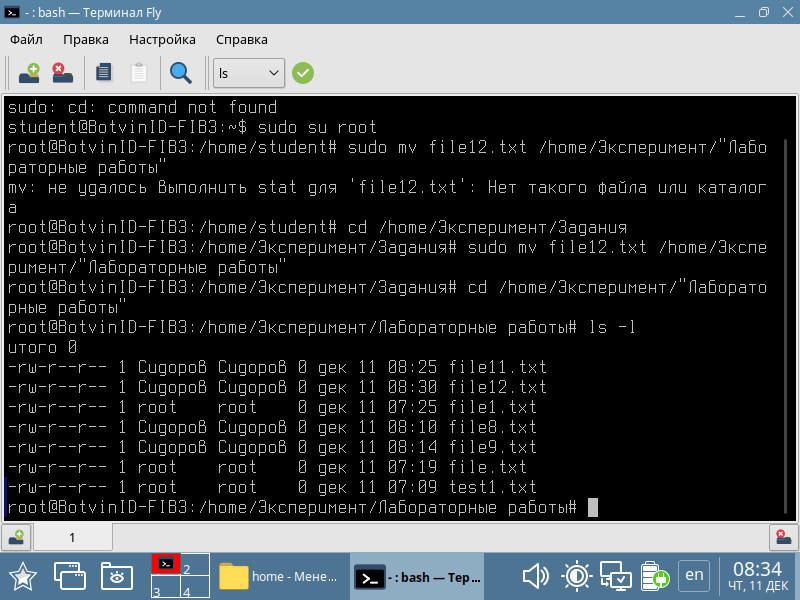 - : bash — Терминал Fly
Файл Правка Настройка Справка
ls
sudo: cd: command not found
student@BotvinID-FIB3:~$ sudo su root
root@BotvinID-FIB3:/home/student# sudo mv file12.txt /home/Эксперимент/"Лабо
раторные работы"
mv: не удалось выполнить stat для 'file12.txt': Нет такого файла или каталог
а
root@BotvinID-FIB3:/home/student# cd /home/Эксперимент/Задания
root@BotvinID-FIB3:/home/Эксперимент/Задания# sudo mv file12.txt /home/Экспе
римент/"Лабораторные работы"
root@BotvinID-FIB3:/home/Эксперимент/Задания# cd /home/Эксперимент/"Лаборато
рные работы"
root@BotvinID-FIB3:/home/Эксперимент/Лабораторные работы# ls -l
итого 0
-rw-r--r-- 1 Сидоров Сидоров 0 дек 11 08:25 file11.txt
-rw-r--r-- 1 Сидоров Сидоров 0 дек 11 08:30 file12.txt
-rw-r--r-- 1 root    root    0 дек 11 07:25 file1.txt
-rw-r--r-- 1 Сидоров Сидоров 0 дек 11 08:10 file8.txt
-rw-r--r-- 1 Сидоров Сидоров 0 дек 11 08:14 file9.txt
-rw-r--r-- 1 root    root    0 дек 11 07:19 file.txt
-rw-r--r-- 1 root    root    0 дек 11 07:09 test1.txt
root@BotvinID-FIB3:/home/Эксперимент/Лабораторные работы#
1
2
3 4
home - Мене...
- : bash — Тер...
en
08:34
ЧТ, 11 ДЕК